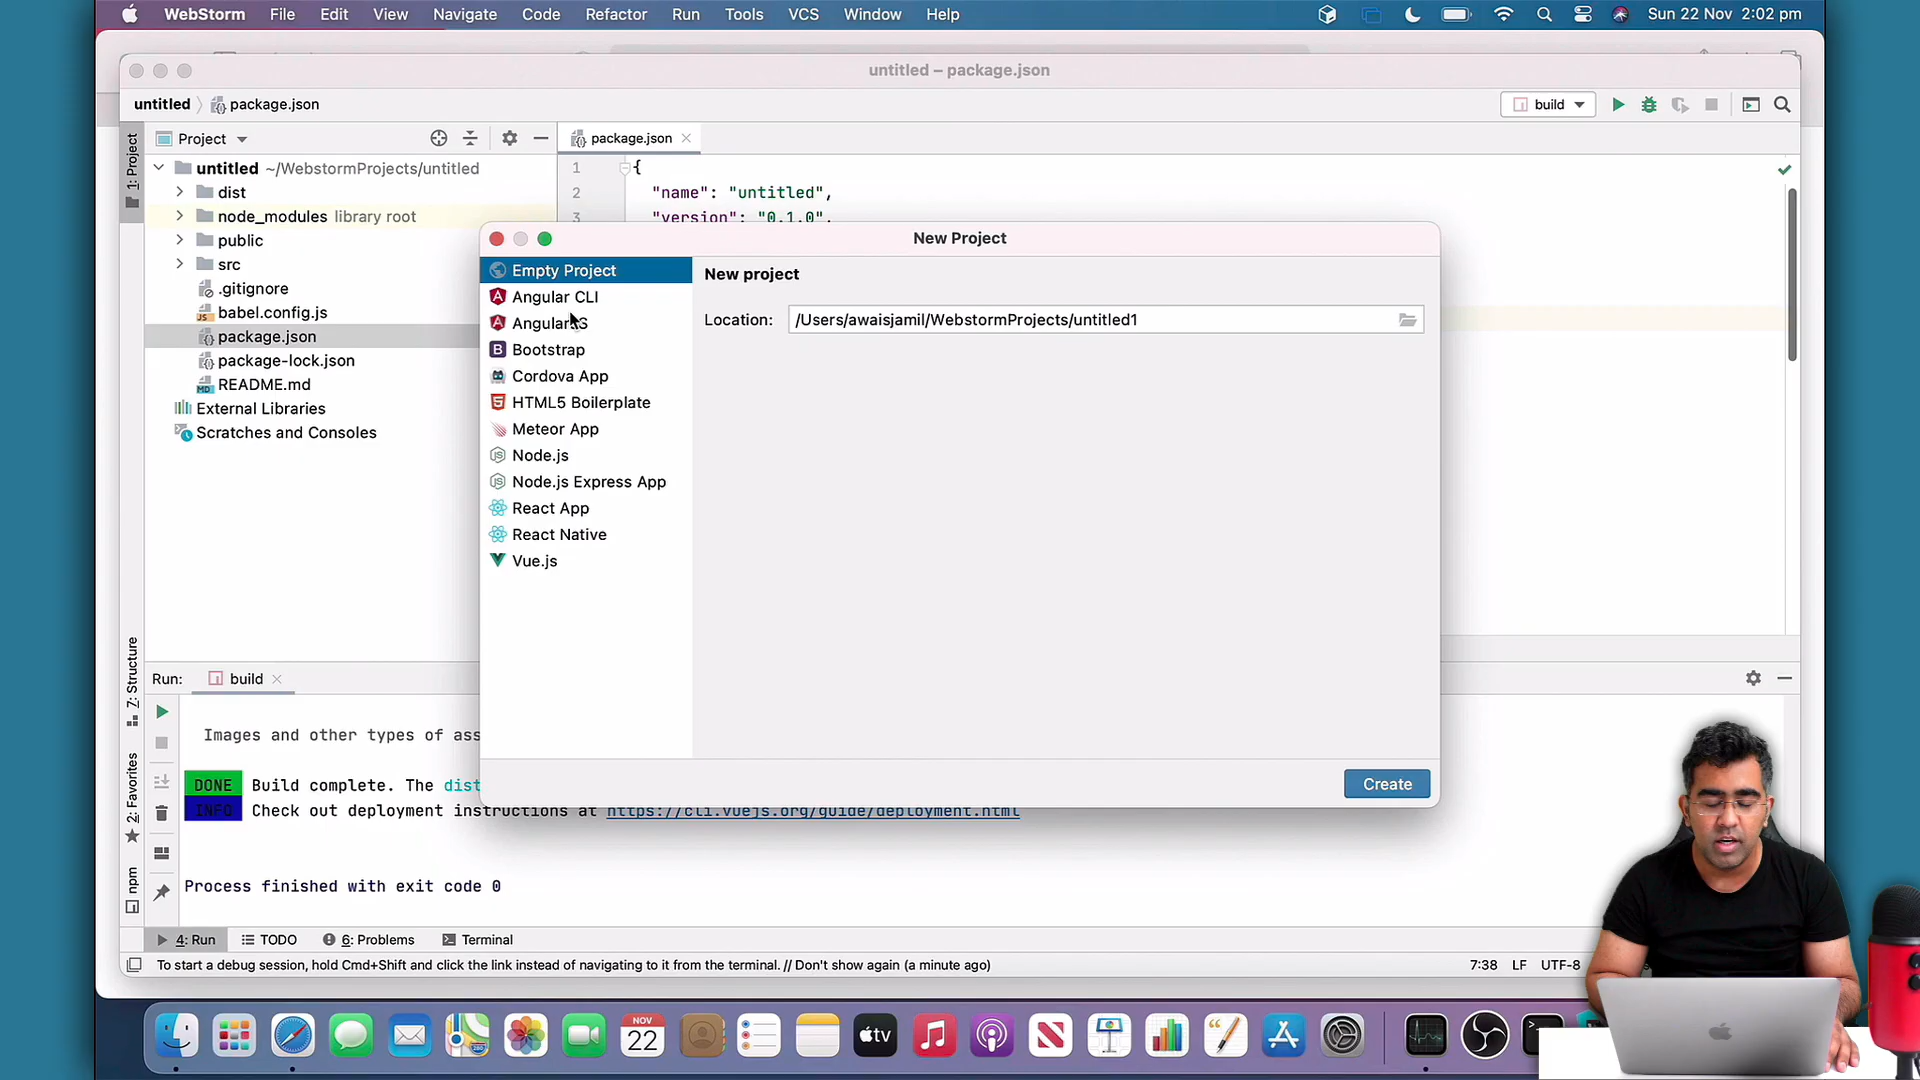 WebStorm File Edit View Navigate Code Refactor Run Tools VCS Window Help Sun 22 Nov 2:02 pm
untitled – package.json
untitled package.json build
1: Project
Project
package.json
untitled ~/WebstormProjects/untitled
dist
node_modules library root
public
src
.gitignore
babel.config.js
package.json
package-lock.json
README.md
External Libraries
Scratches and Consoles
1 {
2 "name": "untitled",
3 "version": "0.1.0",
New Project
Empty Project
Angular CLI
AngularJS
Bootstrap
Cordova App
HTML5 Boilerplate
Meteor App
Node.js
Node.js Express App
React App
React Native
Vue.js
New project
Location: /Users/awaisjamil/WebstormProjects/untitled1
Create
7: Structure
2: Favorites
npm
Run: build
Images and other types of ass
DONE Build complete. The dist
INFO Check out deployment instructions at https://cli.vuejs.org/guide/deployment.html
Process finished with exit code 0
4: Run TODO 6: Problems Terminal
To start a debug session, hold Cmd+Shift and click the link instead of navigating to it from the terminal. // Don't show again (a minute ago) 7:38 LF UTF-8
NOV
22
tv